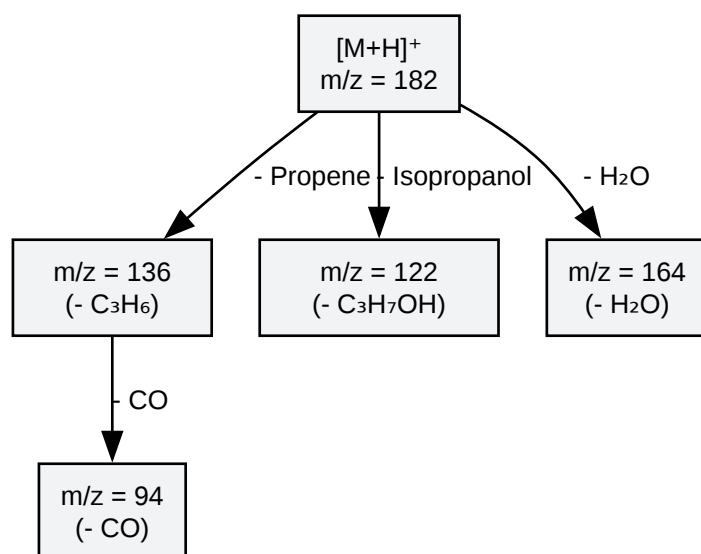 [M+H]⁺
m/z = 182
- Propene
- Isopropanol
- H₂O
m/z = 136
(- C₃H₆)
m/z = 122
(- C₃H₇OH)
m/z = 164
(- H₂O)
- CO
m/z = 94
(- CO)